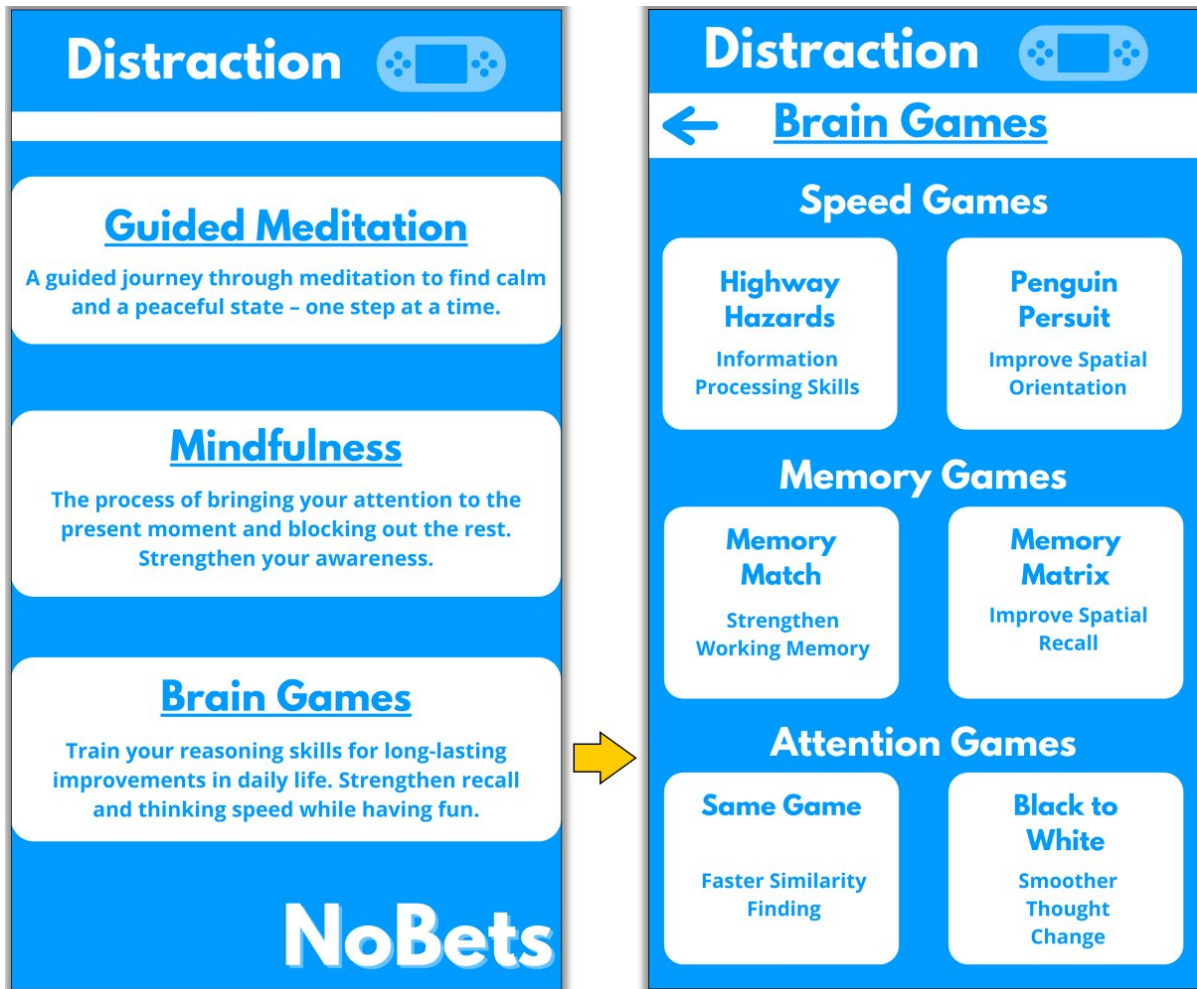 Distraction
Guided Meditation
A guided journey through meditation to find calm
and a peaceful state – one step at a time.
Mindfulness
The process of bringing your attention to the
present moment and blocking out the rest.
Strengthen your awareness.
Brain Games
Train your reasoning skills for long-lasting
improvements in daily life. Strengthen recall
and thinking speed while having fun.
NoBets
Distraction
Brain Games
Speed Games
Highway
Hazards
Information
Processing Skills
Penguin
Persuit
Improve Spatial
Orientation
Memory Games
Memory
Match
Strengthen
Working Memory
Memory
Matrix
Improve Spatial
Recall
Attention Games
Same Game
Faster Similarity
Finding
Black to
White
Smoother
Thought
Change